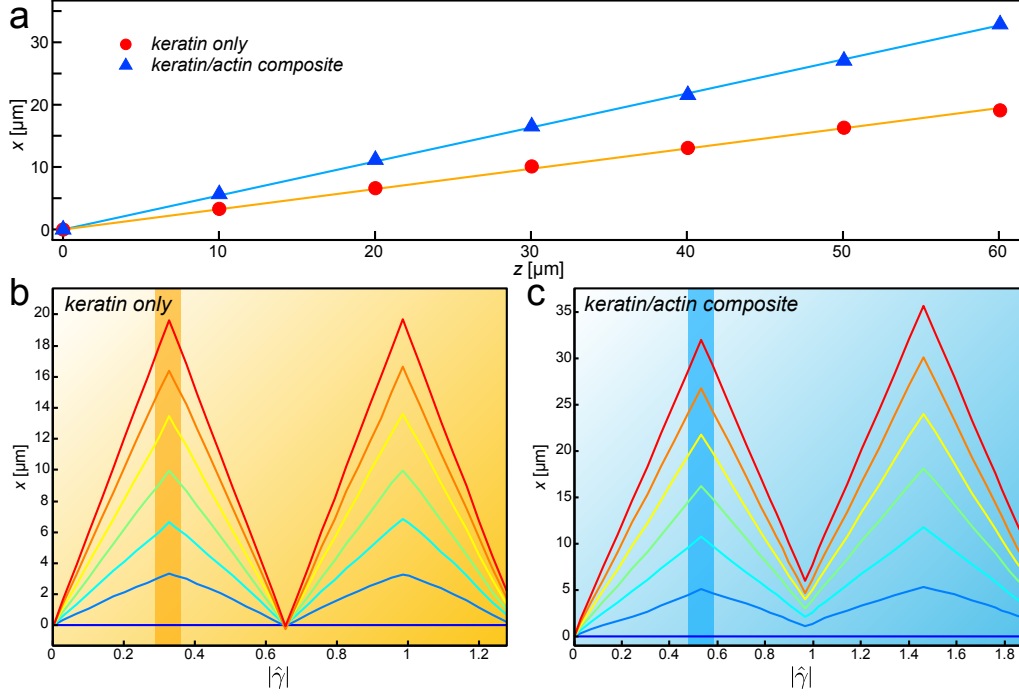 a
keratin only
keratin/actin composite
x [µm]
30
20
10
0
0 10 20 30 40 50 60
z [µm]
b
keratin only
x [µm]
20
18
16
14
12
10
8
6
4
2
0
0 0.2 0.4 0.6 0.8 1 1.2
|γ̂|
c
keratin/actin composite
x [µm]
35
30
25
20
15
10
5
0
0 0.2 0.4 0.6 0.8 1 1.2 1.4 1.6 1.8
|γ̂|